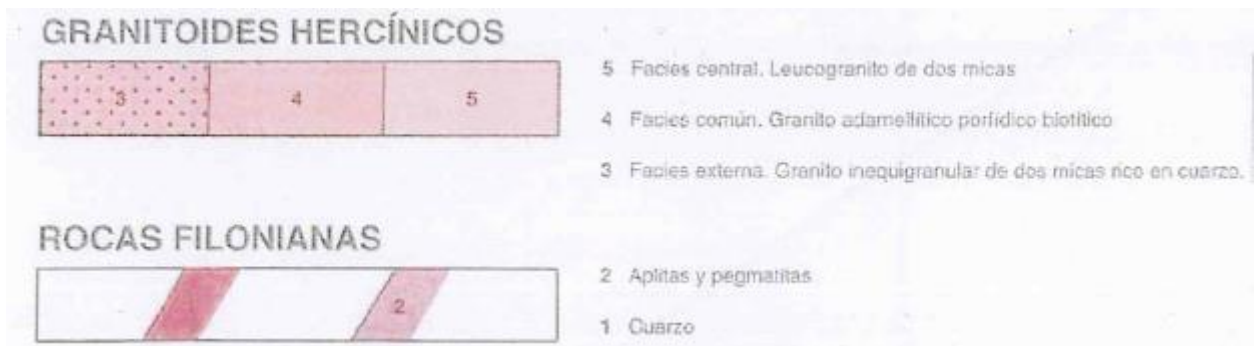 GRANITOIDES HERCÍNICOS
3 4 5
5 Facies central. Leucogranito de dos micas
4 Facies común. Granito adamellítico porfídico biotítico
3 Facies externa. Granito inequigranular de dos micas rico en cuarzo.
ROCAS FILONIANAS
2
2 Aplitas y pegmatitas
1 Cuarzo